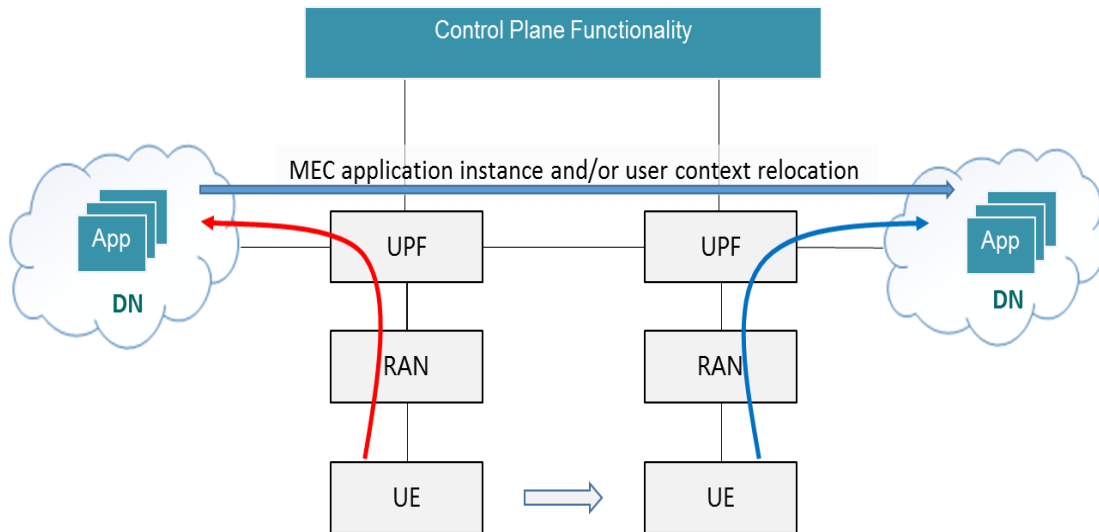 Control Plane Functionality
MEC application instance and/or user context relocation
App
DN
UPF
UPF
App
DN
RAN
RAN
UE
UE